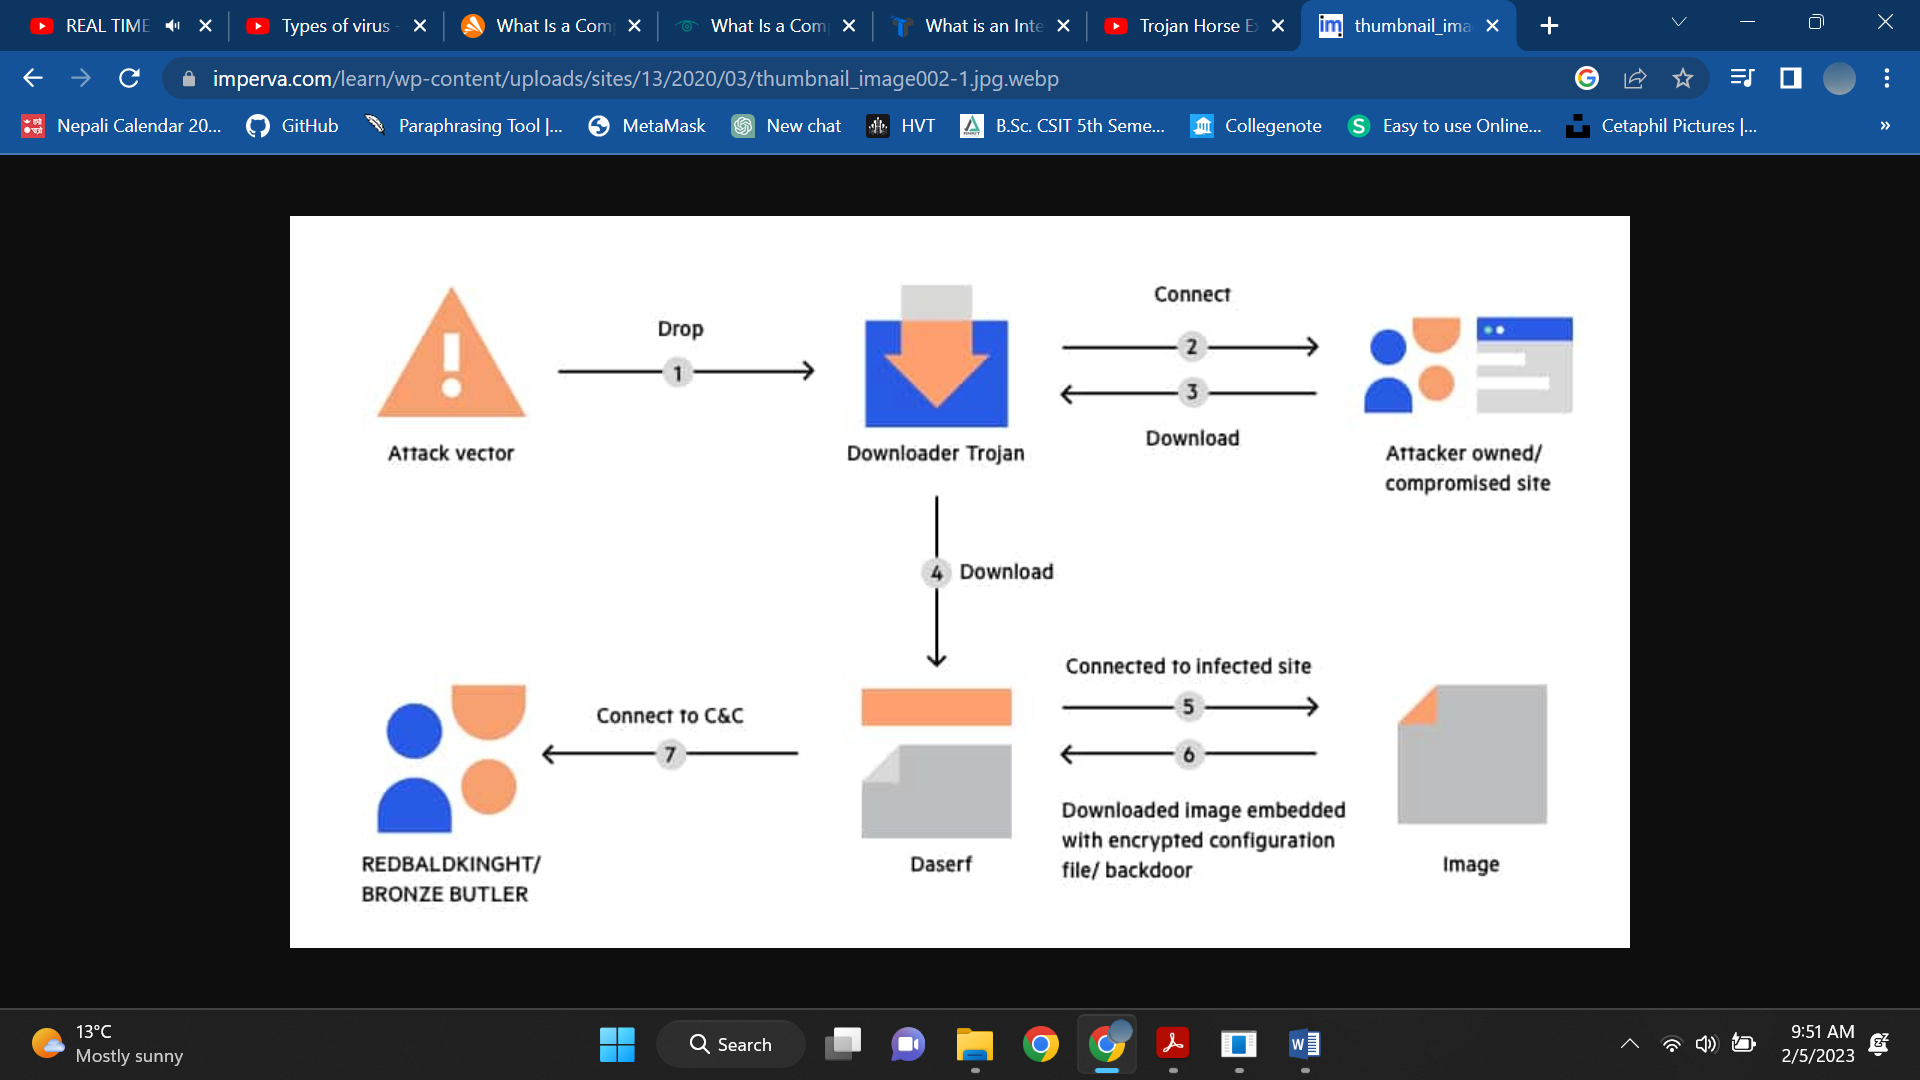 REAL TIME
Types of virus
What Is a Com
What Is a Com
What is an Inte
Trojan Horse E
thumbnail_ima
imperva.com/learn/wp-content/uploads/sites/13/2020/03/thumbnail_image002-1.jpg.webp
Nepali Calendar 20...
GitHub
Paraphrasing Tool |...
MetaMask
New chat
HVT
B.Sc. CSIT 5th Seme...
Collegenote
Easy to use Online...
Cetaphil Pictures |...
»
Drop
1
Connect
2
3
Download
Attack vector
Downloader Trojan
Attacker owned/
compromised site
4 Download
Connected to infected site
5
6
Connect to C&C
7
Downloaded image embedded
with encrypted configuration
file/ backdoor
REDBALDKINGHT/
BRONZE BUTLER
Daserf
Image
13°C
Mostly sunny
Search
9:51 AM
2/5/2023